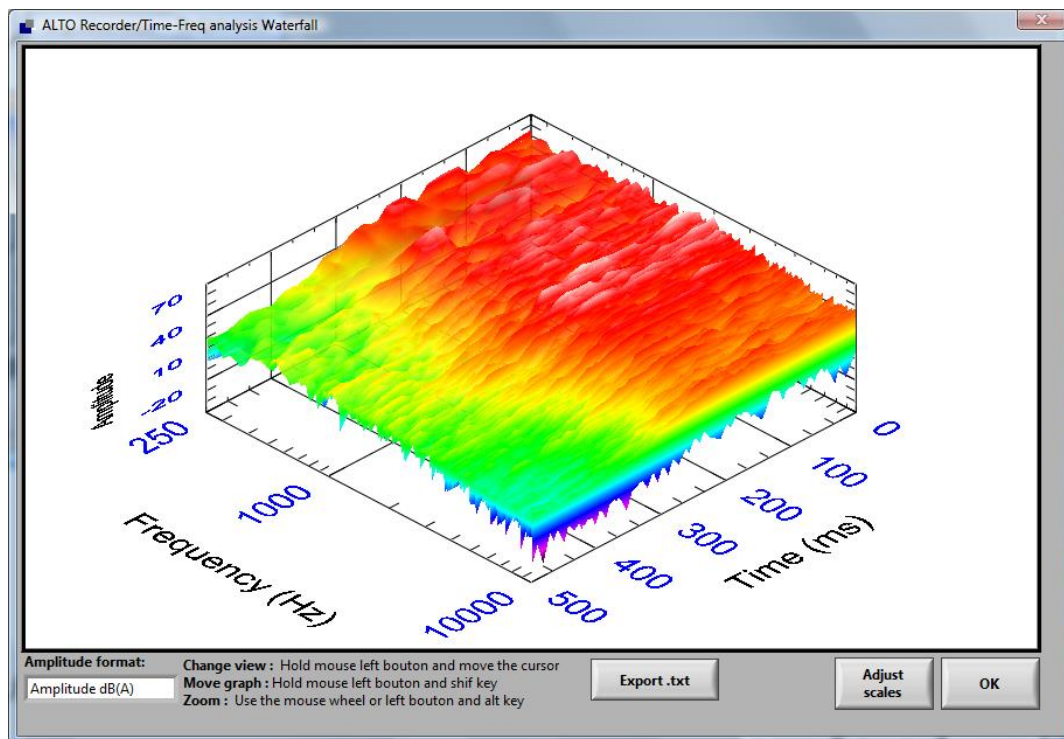 ALTO Recorder/Time-Freq analysis Waterfall
70
40
10
-20
Amplitude
250
1000
10000
Frequency (Hz)
0
100
200
300
400
500
Time (ms)
Amplitude format:
Amplitude dB(A)
Change view : Hold mouse left bouton and move the cursor
Move graph : Hold mouse left bouton and shif key
Zoom : Use the mouse wheel or left bouton and alt key
Export .txt
Adjust
scales
OK